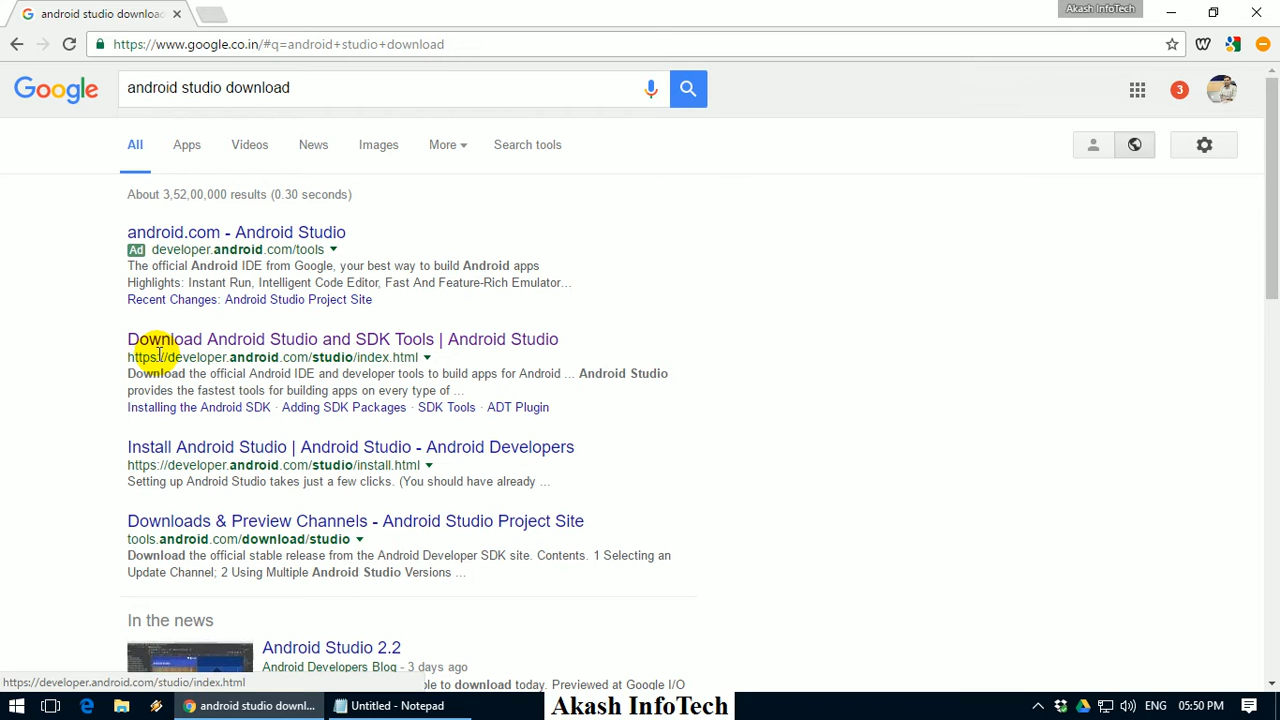 android studio downloa
Akash InfoTech
https://www.google.co.in/#q=android+studio+download
Google
android studio download
3
All
Apps
Videos
News
Images
More
Search tools
About 3,52,00,000 results (0.30 seconds)
android.com - Android Studio
Ad developer.android.com/tools
The official Android IDE from Google, your best way to build Android apps
Highlights: Instant Run, Intelligent Code Editor, Fast And Feature-Rich Emulator...
Recent Changes: Android Studio Project Site
Download Android Studio and SDK Tools | Android Studio
https://developer.android.com/studio/index.html
Download the official Android IDE and developer tools to build apps for Android ... Android Studio
provides the fastest tools for building apps on every type of ...
Installing the Android SDK · Adding SDK Packages · SDK Tools · ADT Plugin
Install Android Studio | Android Studio - Android Developers
https://developer.android.com/studio/install.html
Setting up Android Studio takes just a few clicks. (You should have already ...
Downloads & Preview Channels - Android Studio Project Site
tools.android.com/download/studio
Download the official stable release from the Android Developer SDK site. Contents. 1 Selecting an
Update Channel; 2 Using Multiple Android Studio Versions ...
In the news
Android Studio 2.2
Android Developers Blog - 3 days ago
ble to download today. Previewed at Google I/O
https://developer.android.com/studio/index.html
android studio downl...
Untitled - Notepad
Akash InfoTech
05:50 PM